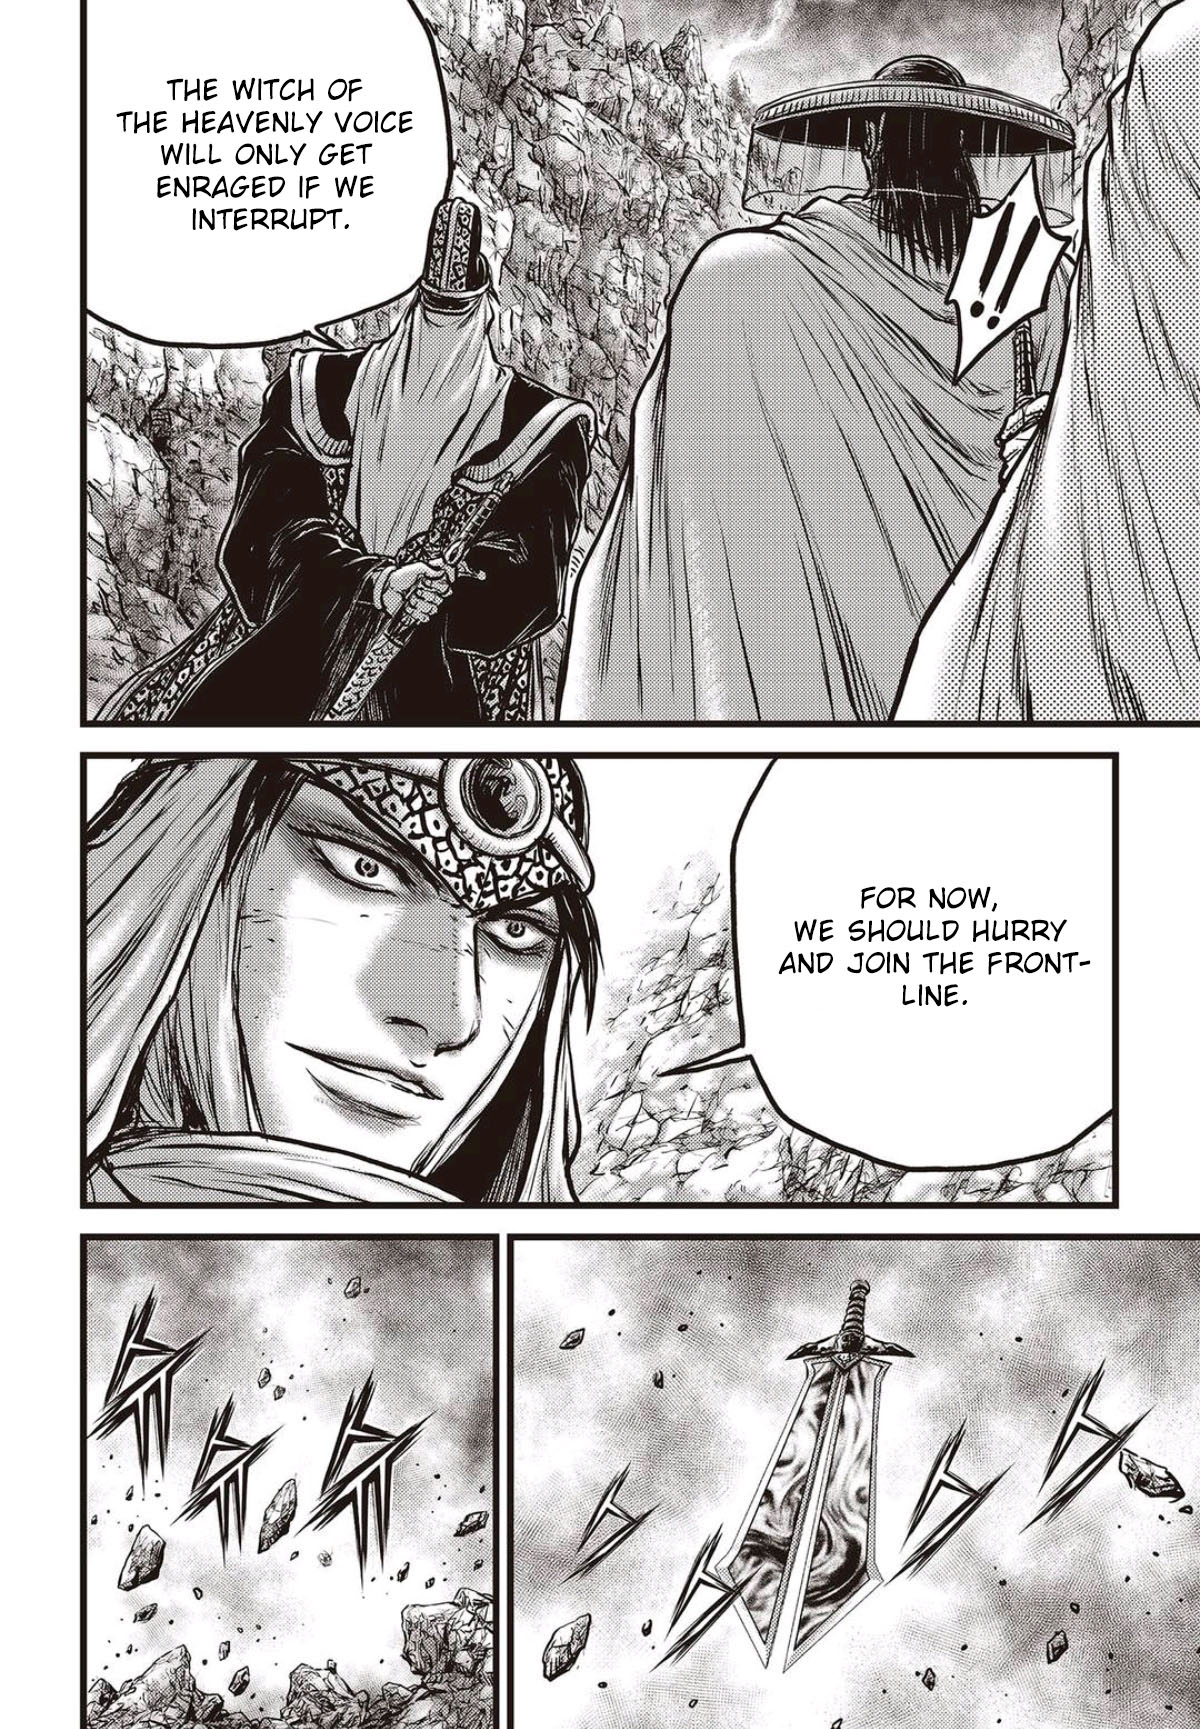 THE WITCH OF
THE HEAVENLY VOICE
WILL ONLY GET
ENRAGED IF WE
INTERRUPT.
!!
FOR NOW,
WE SHOULD HURRY
AND JOIN THE FRONT-
LINE.